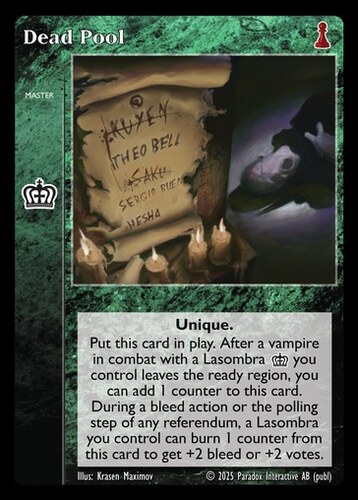 Dead Pool
MASTER
KUYEN
THEO BELL
ASAKU
SERGIO BUEN
HESHA
Unique.
Put this card in play. After a vampire
in combat with a Lasombra you
control leaves the ready region, you
can add 1 counter to this card.
During a bleed action or the polling
step of any referendum, a Lasombra
you control can burn 1 counter from
this card to get +2 bleed or +2 votes.
Illus: Krasen Maximov © 2025 Paradox Interactive AB (publ)